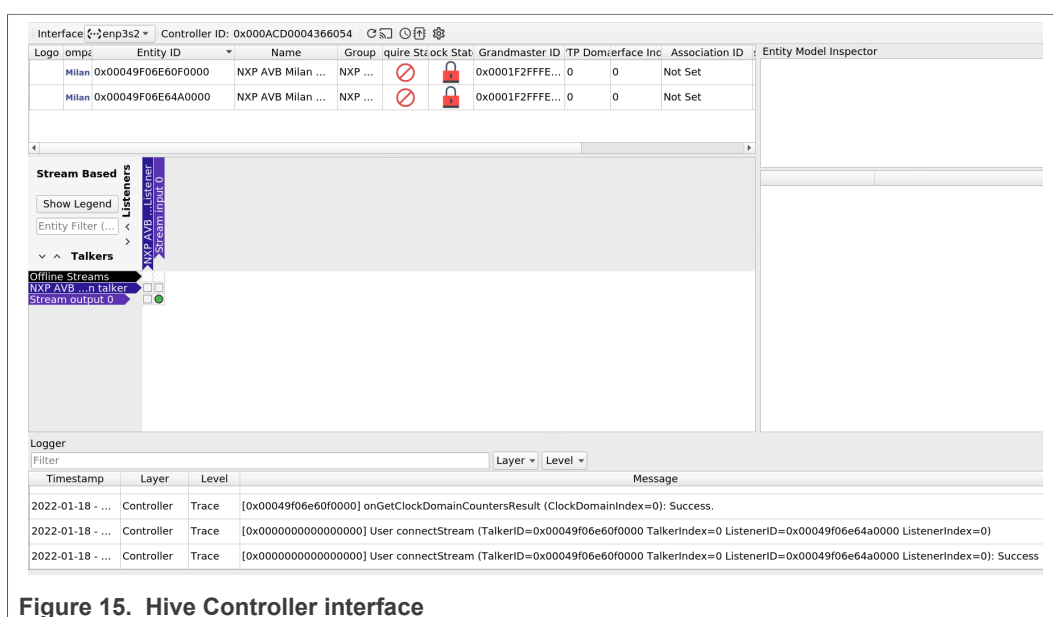 Interface enp3s2 Controller ID: 0x000ACD0004366054
Logo ompa Entity ID Name Group quire Sta ock Stat Grandmaster ID TP Dom erface Ind Association ID Entity Model Inspector
Milan 0x00049F06E60F0000 NXP AVB Milan ... NXP ... 0x0001F2FFFE... 0 0 Not Set
Milan 0x00049F06E64A0000 NXP AVB Milan ... NXP ... 0x0001F2FFFE... 0 0 Not Set
Stream Based
Show Legend
Entity Filter (...
Listeners
NXP AVB ...Listener
Stream input 0
Talkers
Offline Streams
NXP AVB ...n talker
Stream output 0
Logger
Filter Layer Level
Timestamp Layer Level Message
2022-01-18 - ... Controller Trace [0x00049f06e60f0000] onGetClockDomainCountersResult (ClockDomainIndex=0): Success.
2022-01-18 - ... Controller Trace [0x0000000000000000] User connectStream (TalkerID=0x00049f06e60f0000 TalkerIndex=0 ListenerID=0x00049f06e64a0000 ListenerIndex=0)
2022-01-18 - ... Controller Trace [0x0000000000000000] User connectStream (TalkerID=0x00049f06e60f0000 TalkerIndex=0 ListenerID=0x00049f06e64a0000 ListenerIndex=0): Success
Figure 15. Hive Controller interface